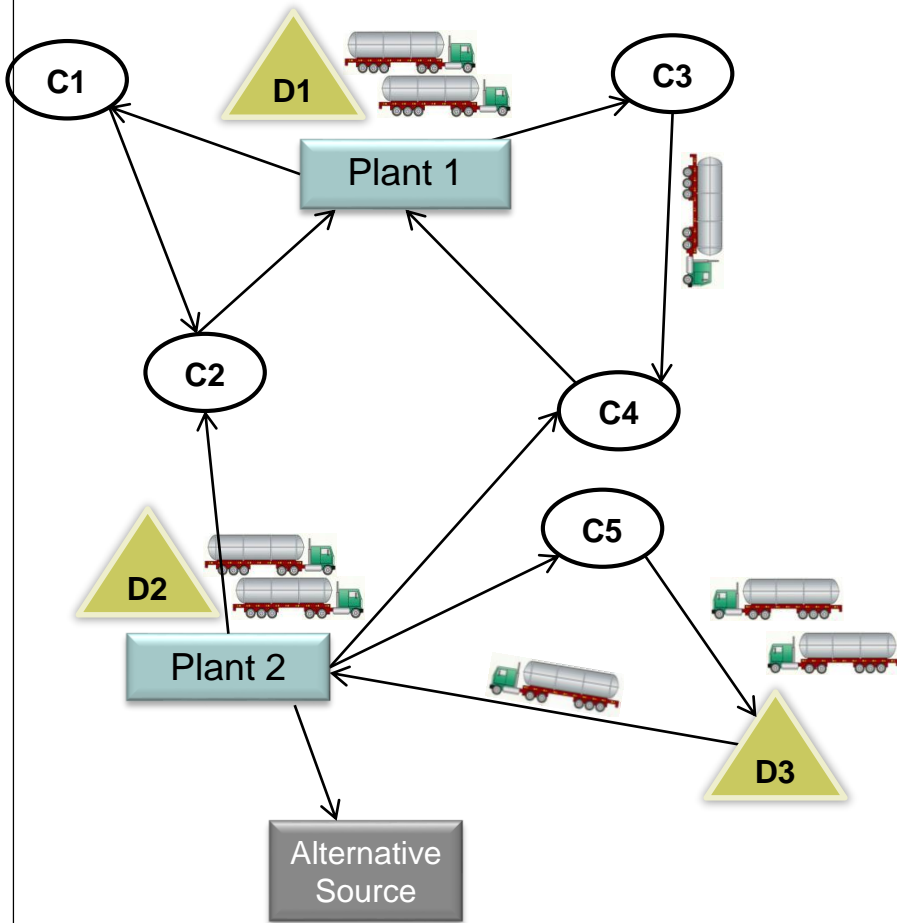 C1
D1
C3
Plant 1
C2
C4
C5
D2
Plant 2
D3
Alternative
Source